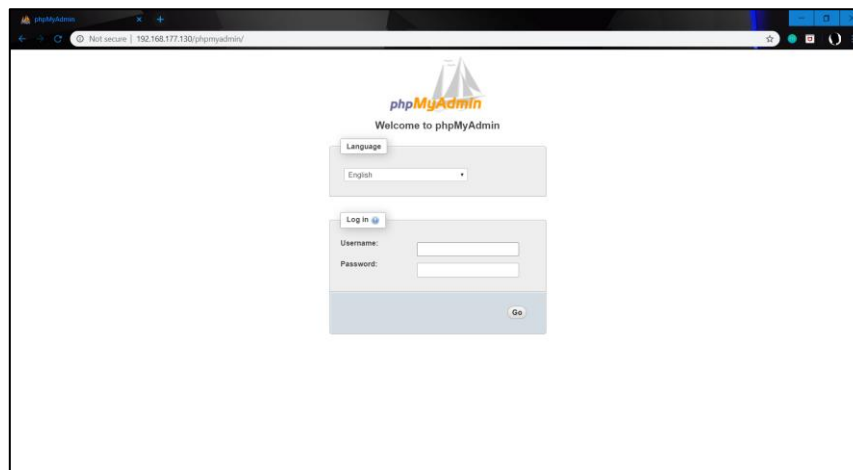 phpMyAdmin
Not secure | 192.168.177.130/phpmyadmin/
phpMyAdmin
Welcome to phpMyAdmin
Language
English
Log in
Username:
Password:
Go